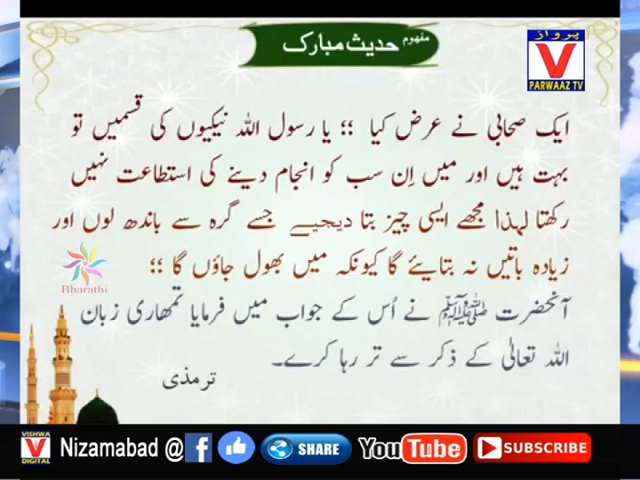 مفهوم حدیث مبارک
پرواز
V
PARWAAZ TV
ایک صحابی نے عرض کیا ؛؛ یا رسول اللہ نیکیوں کی قسمیں تو
بہت ہیں اور میں اِن سب کو انجام دینے کی استطاعت نہیں
رکھتا لہذا مجھے ایسی چیز بتا دیجیے جسے گرہ سے باندھ لوں اور
زیادہ باتیں نہ بتایئے گا کیونکہ میں بھول جاؤں گا ؛؛
Bharathi
آنحضرت ﷺ نے اُس کے جواب میں فرمایا تمھاری زبان
اللہ تعالیٰ کے ذکر سے تر رہا کرے۔
ترمذی
VISHWA
V
DIGITAL
Nizamabad @ f SHARE YouTube SUBSCRIBE